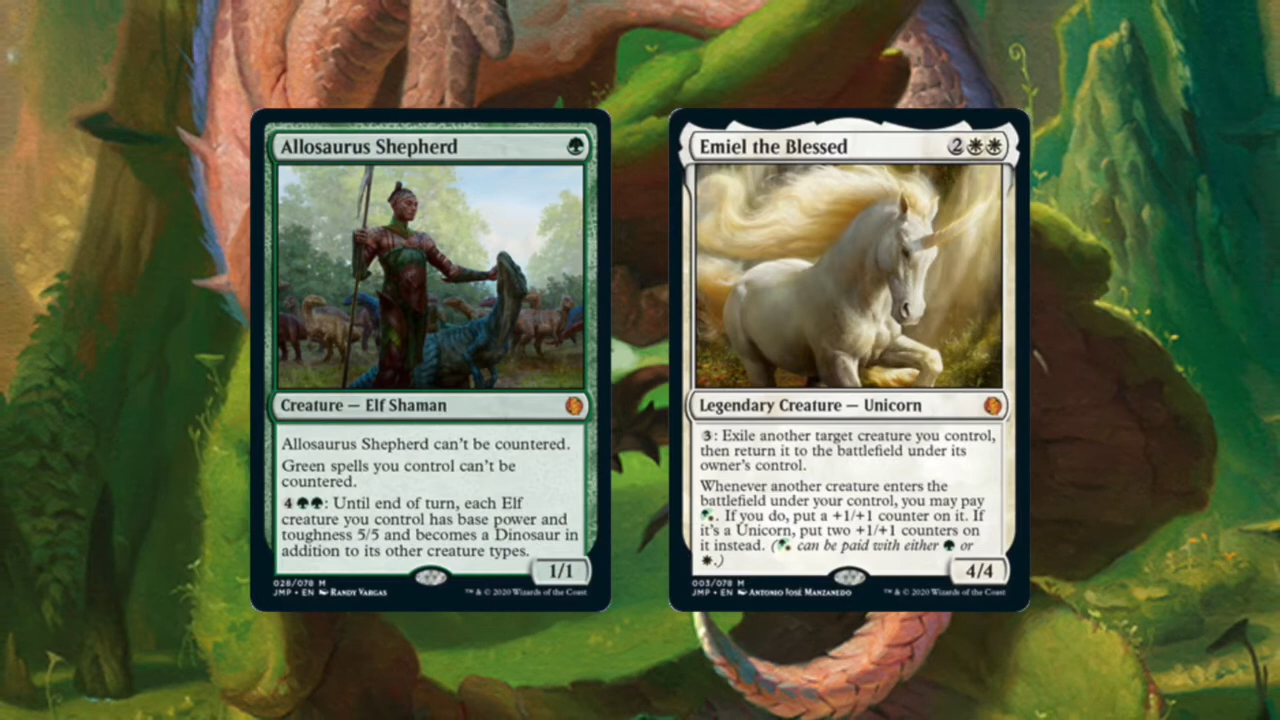 Allosaurus Shepherd
Creature — Elf Shaman
Allosaurus Shepherd can't be countered.
Green spells you control can't be
countered.
4 : Until end of turn, each Elf
creature you control has base power and
toughness 5/5 and becomes a Dinosaur in
addition to its other creature types.
1/1
028/078 M
JMP • EN Randy Vargas
™ & © 2020 Wizards of the Coast
Emiel the Blessed
2
Legendary Creature — Unicorn
3: Exile another target creature you control,
then return it to the battlefield under its
owner's control.
Whenever another creature enters the
battlefield under your control, you may pay
. If you do, put a +1/+1 counter on it. If
it's a Unicorn, put two +1/+1 counters on
it instead. ( can be paid with either or
.)
4/4
003/078 M
JMP • EN Antonio José Manzanedo
™ & © 2020 Wizards of the Coast